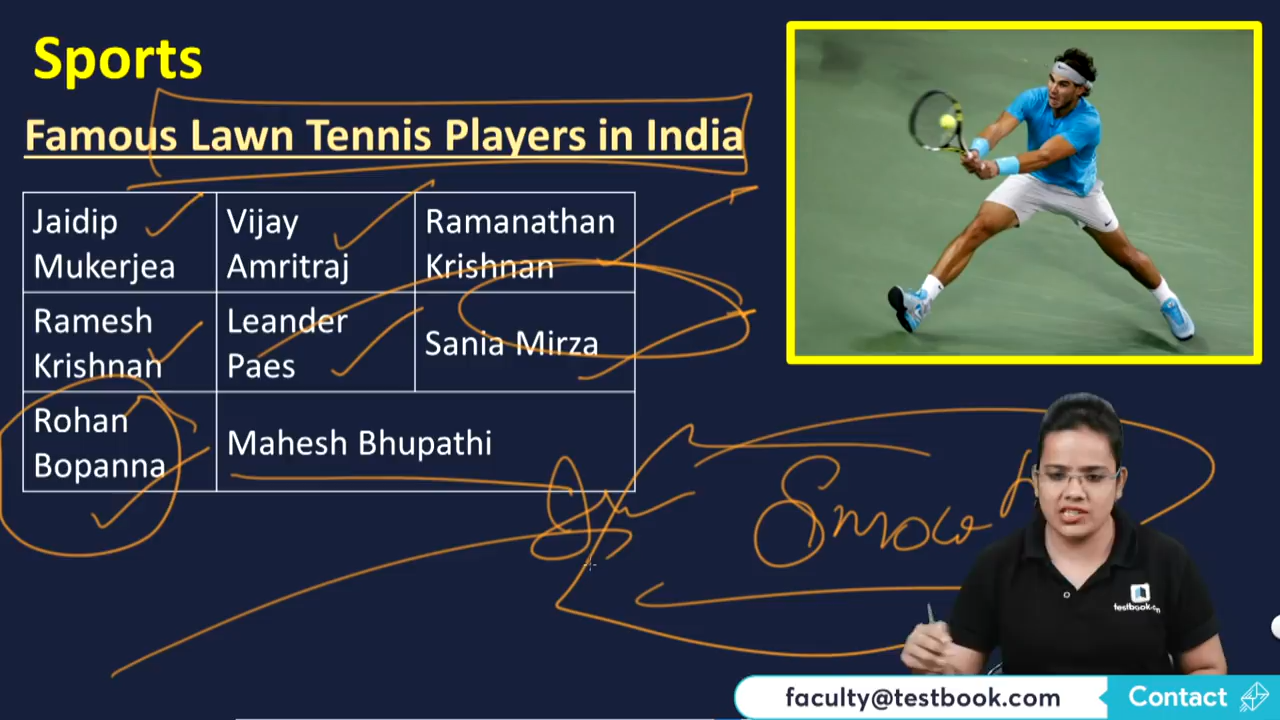 Sports
Famous Lawn Tennis Players in India
Jaidip
Mukerjea
Vijay
Amritraj
Ramanathan
Krishnan
Ramesh
Krishnan
Leander
Paes
Sania Mirza
Rohan
Bopanna
Mahesh Bhupathi
faculty@testbook.com
Contact